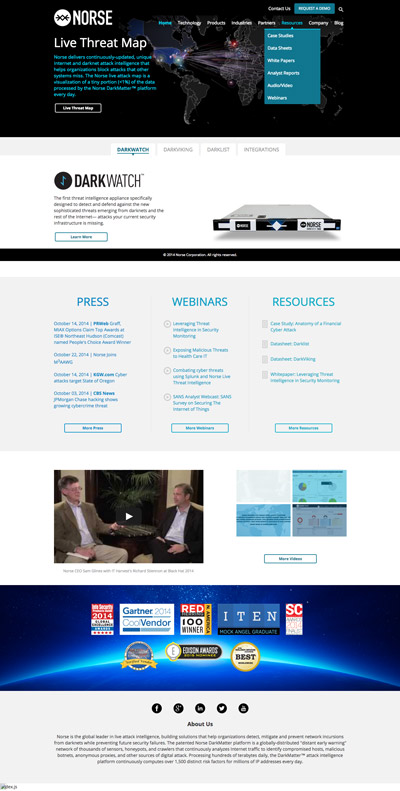 Contact Us
REQUEST A DEMO
NORSE
Home Technology Products Industries Partners Resources Company Blog
Live Threat Map
Case Studies
Data Sheets
White Papers
Analyst Reports
Audio/Video
Webinars
Norse delivers continuously-updated, unique
internet and darknet attack intelligence that
helps organizations block attacks that other
systems miss. The Norse live attack map is a
visualization of a tiny portion (<1%) of the data
processed by the Norse DarkMatter™ platform
every day.
Live Threat Map
DARKWATCH DARKVIKING DARKLIST INTEGRATIONS
DARKWATCH™
The first threat intelligence appliance specifically
designed to detect and defend against the new
sophisticated threats emerging from darknets and the
rest of the Internet— attacks your current security
infrastructure is missing.
NORSE
Learn More
© 2014 Norse Corporation. All rights reserved.
PRESS
October 14, 2014 | PRWeb Graff,
MIAX Options Claim Top Awards at
ISE® Northeast Hudson (Comcast)
named People's Choice Award Winner
October 22, 2014 | Norse Joins
M³AAWG
October 14, 2014 | KGW.com Cyber
attacks target State of Oregon
October 03, 2014 | CBS News
JPMorgan Chase hacking shows
growing cybercrime threat
More Press
WEBINARS
Leveraging Threat
Intelligence in Security
Monitoring
Exposing Malicious Threats
to Health Care IT
Combating cyber threats
using Splunk and Norse Live
Threat Intelligence
SANS Analyst Webcast: SANS
Survey on Securing The
Internet of Things
More Webinars
RESOURCES
Case Study: Anatomy of a Financial
Cyber Attack
Datasheet: Darklist
Datasheet: DarkViking
Whitepaper: Leveraging Threat
Intelligence in Security Monitoring
More Resources
Norse CEO Sam Glines with IT Harvest's Richard Stiennon at Black Hat 2014
More Videos
Info Security
2014
GLOBAL
EXCELLENCE
AWARDS
Gartner 2014
Cool Vendor
RED
HERRING
100
WINNER
ITEN
MOCK ANGEL GRADUATE
SC
EDISON AWARDS
2015 NOMINEE
BEST
About Us
Norse is the global leader in live attack intelligence, building solutions that help organizations detect, mitigate and prevent network incursions
from darknets while preventing future security failures. The patented Norse DarkMatter platform is a globally-distributed "distant early warning"
network of thousands of sensors, honeypots, and crawlers that continuously analyzes internet traffic to identify compromised hosts, malicious
botnets, anonymous proxies, and other sources of digital attack. Processing hundreds of terabytes daily, the DarkMatter attack intelligence
platform continuously computes over 1,500 distinct risk factors for millions of IP addresses every day.